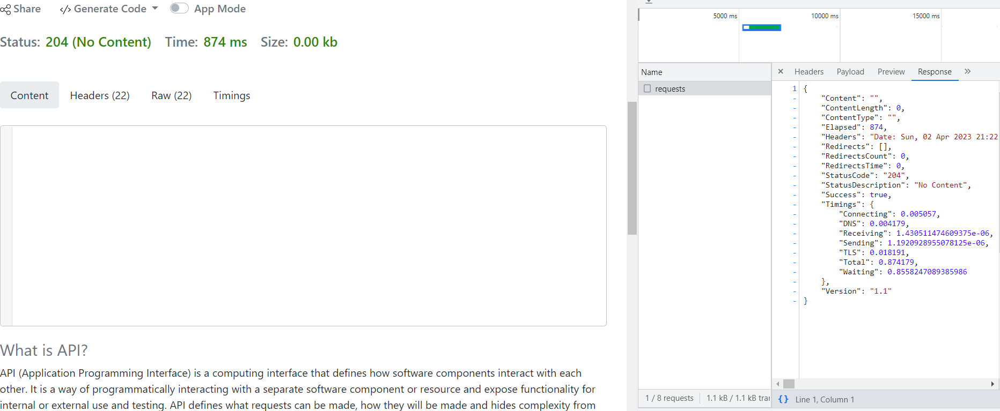 Share </> Generate Code App Mode
Status: 204 (No Content) Time: 874 ms Size: 0.00 kb
Content Headers (22) Raw (22) Timings
What is API?
API (Application Programming Interface) is a computing interface that defines how software components interact with each
other. It is a way of programmatically interacting with a separate software component or resource and expose functionality for
internal or external use and testing. API defines what requests can be made, how they will be made and hides complexity from
5000 ms 10000 ms 15000 ms
Name
requests
1 / 8 requests 1.1 kB / 1.1 kB trar
Headers Payload Preview Response
1 {
- "Content": "",
- "ContentLength": 0,
- "ContentType": "",
- "Elapsed": 874,
- "Headers": "Date: Sun, 02 Apr 2023 21:22
- "Redirects": [],
- "RedirectsCount": 0,
- "RedirectsTime": 0,
- "StatusCode": "204",
- "StatusDescription": "No Content",
- "Success": true,
- "Timings": {
- "Connecting": 0.005057,
- "DNS": 0.004179,
- "Receiving": 1.430511474609375e-06,
- "Sending": 1.1920928955078125e-06,
- "TLS": 0.018191,
- "Total": 0.874179,
- "Waiting": 0.8558247089385986
- },
- "Version": "1.1"
- }
{} Line 1, Column 1